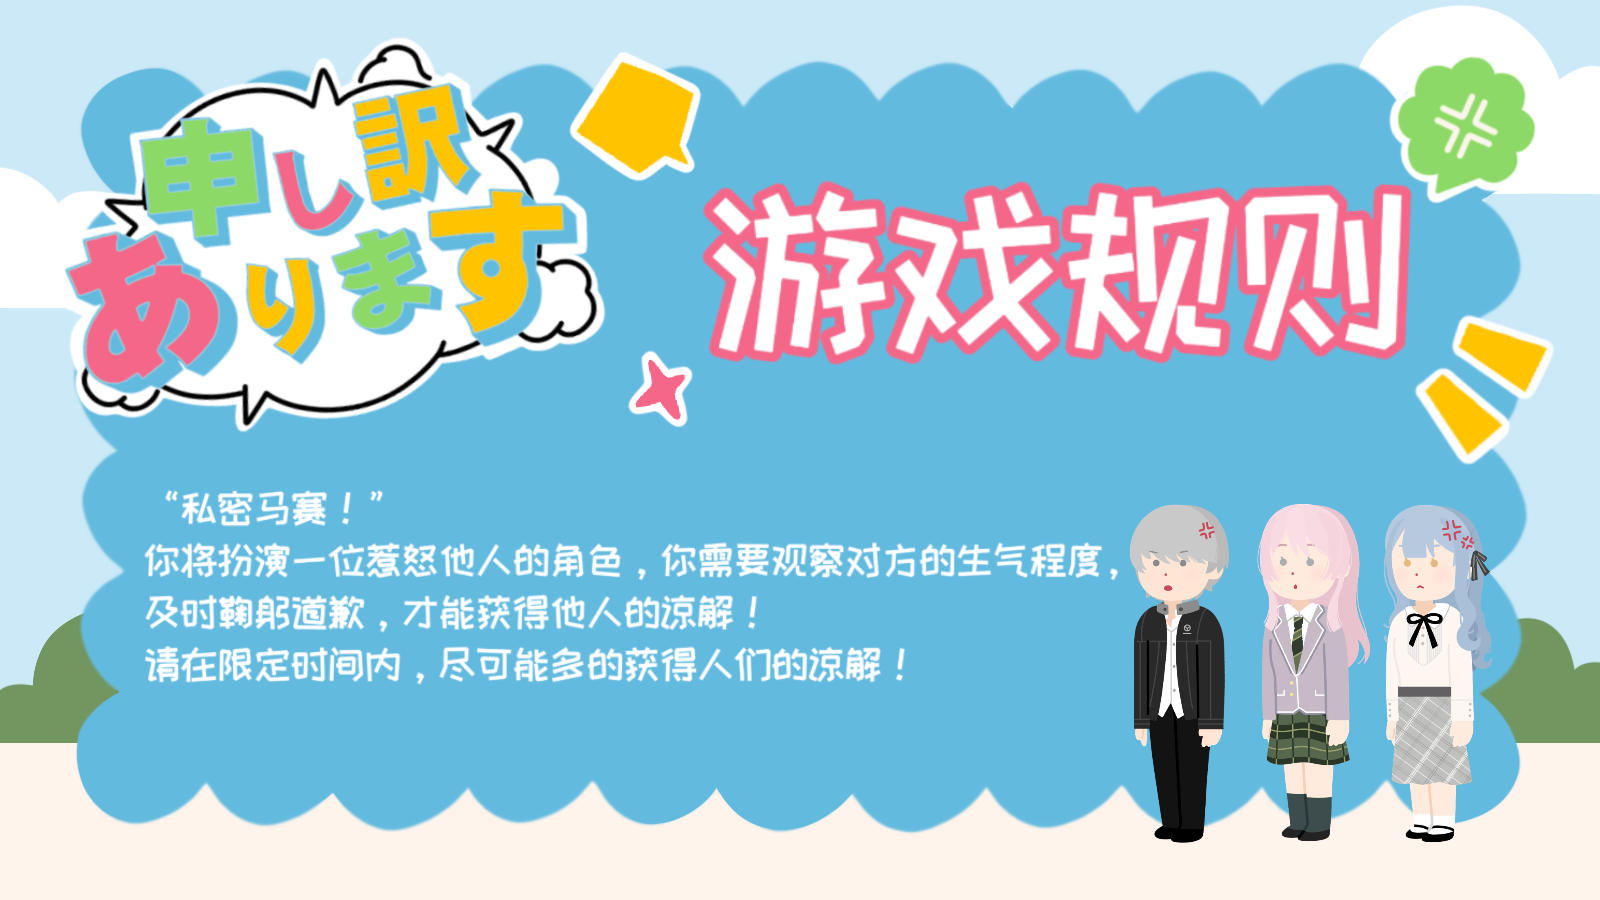 申し訳
あります
游戏规则
“私密马赛！”
你将扮演一位惹怒他人的角色，你需要观察对方的生气程度，
及时鞠躬道歉，才能获得他人的谅解！
请在限定时间内，尽可能多的获得人们的谅解！